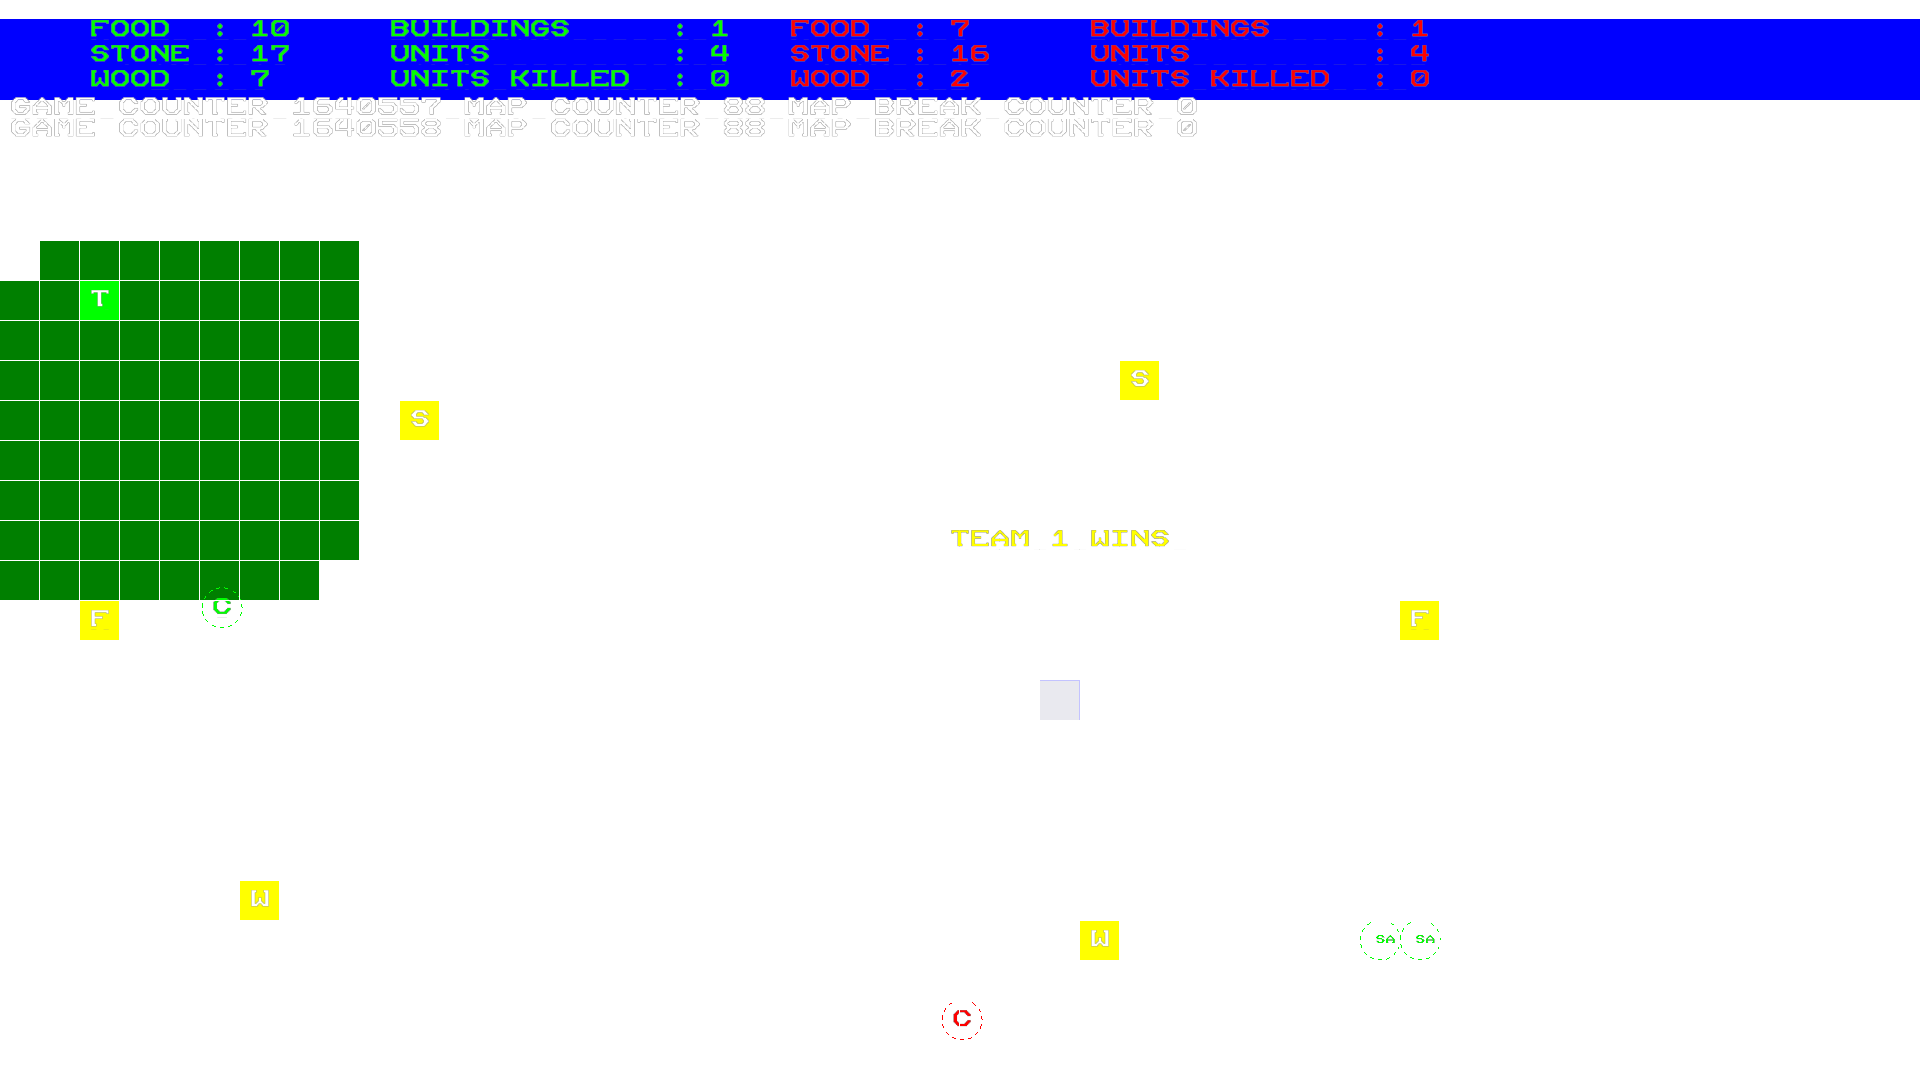 FOOD : 10 BUILDINGS : 1 FOOD : 7 BUILDINGS : 1
STONE : 17 UNITS : 4 STONE : 16 UNITS : 4
WOOD : 7 UNITS KILLED : 0 WOOD : 2 UNITS KILLED : 0
GAME COUNTER 1640557 MAP COUNTER 88 MAP BREAK COUNTER 0
GAME COUNTER 1640558 MAP COUNTER 88 MAP BREAK COUNTER 0
T
S
S
TEAM 1 WINS
C
F
F
W
W
SA SA
C